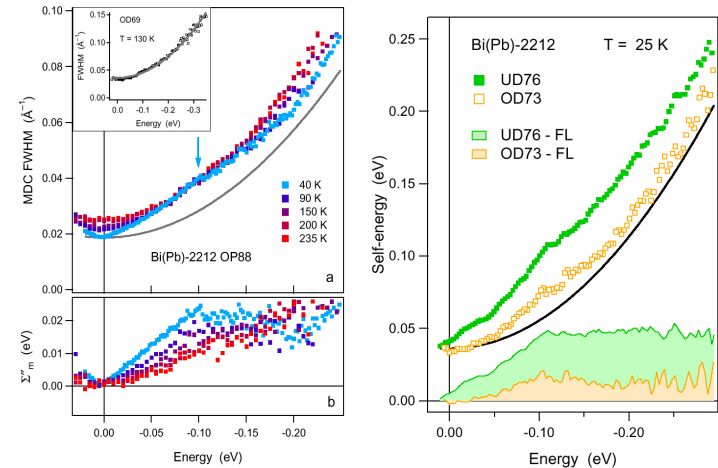 0.10
0.08
0.06
0.04
0.02
0.00
MDC FWHM (Å⁻¹)
0.15
0.10
0.05
0.00
FWHM (Å⁻¹)
OD69
T = 130 K
0.0
-0.1
-0.2
-0.3
Energy (eV)
40 K
90 K
150 K
200 K
235 K
Bi(Pb)-2212 OP88
a
0.02
0.01
0.00
Σ″m (eV)
b
0.00
-0.05
-0.10
-0.15
-0.20
Energy (eV)
0.25
0.20
0.15
0.10
0.05
0.00
Self-energy (eV)
Bi(Pb)-2212 T = 25 K
UD76
OD73
UD76 - FL
OD73 - FL
0.00
-0.10
-0.20
Energy (eV)